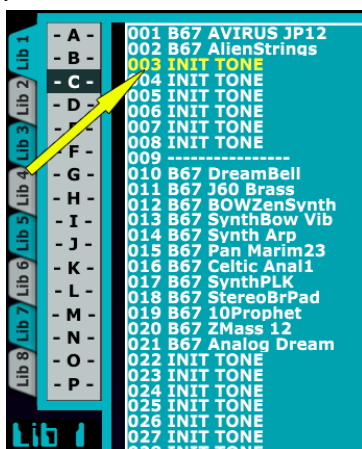 Lib 1
Lib 2
Lib 3
Lib 4
Lib 5
Lib 6
Lib 7
Lib 8
- A -
- B -
- C -
- D -
- F -
- G -
- H -
- I -
- J -
- K -
- L -
- M -
- N -
- O -
- P -
001 B67 AVIRUS JP12
002 B67 AlienStrings
003 INIT TONE
004 INIT TONE
005 INIT TONE
006 INIT TONE
007 INIT TONE
008 INIT TONE
009 ----------------
010 B67 DreamBell
011 B67 J60 Brass
012 B67 BOWZenSynth
013 B67 SynthBow Vib
014 B67 Synth Arp
015 B67 Pan Marim23
016 B67 Celtic Anal1
017 B67 SynthPLK
018 B67 StereoBrPad
019 B67 10Prophet
020 B67 ZMass 12
021 B67 Analog Dream
022 INIT TONE
023 INIT TONE
024 INIT TONE
025 INIT TONE
026 INIT TONE
027 INIT TONE
Lib 1